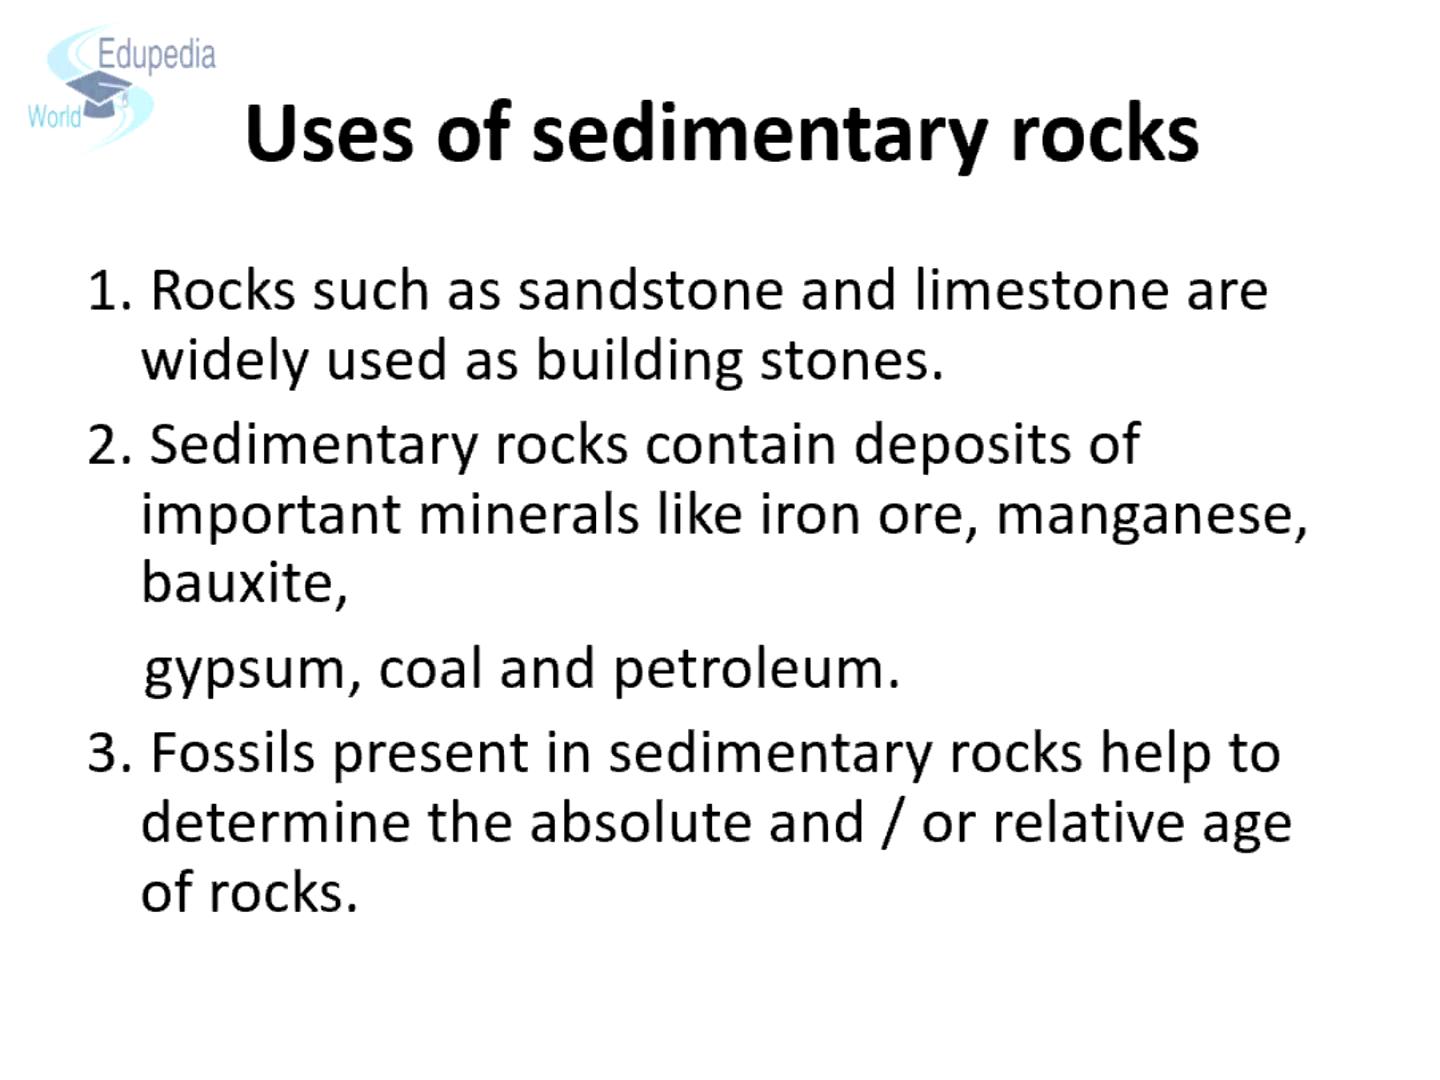 Edupedia
World
Uses of sedimentary rocks
1. Rocks such as sandstone and limestone are
widely used as building stones.
2. Sedimentary rocks contain deposits of
important minerals like iron ore, manganese,
bauxite,
gypsum, coal and petroleum.
3. Fossils present in sedimentary rocks help to
determine the absolute and / or relative age
of rocks.